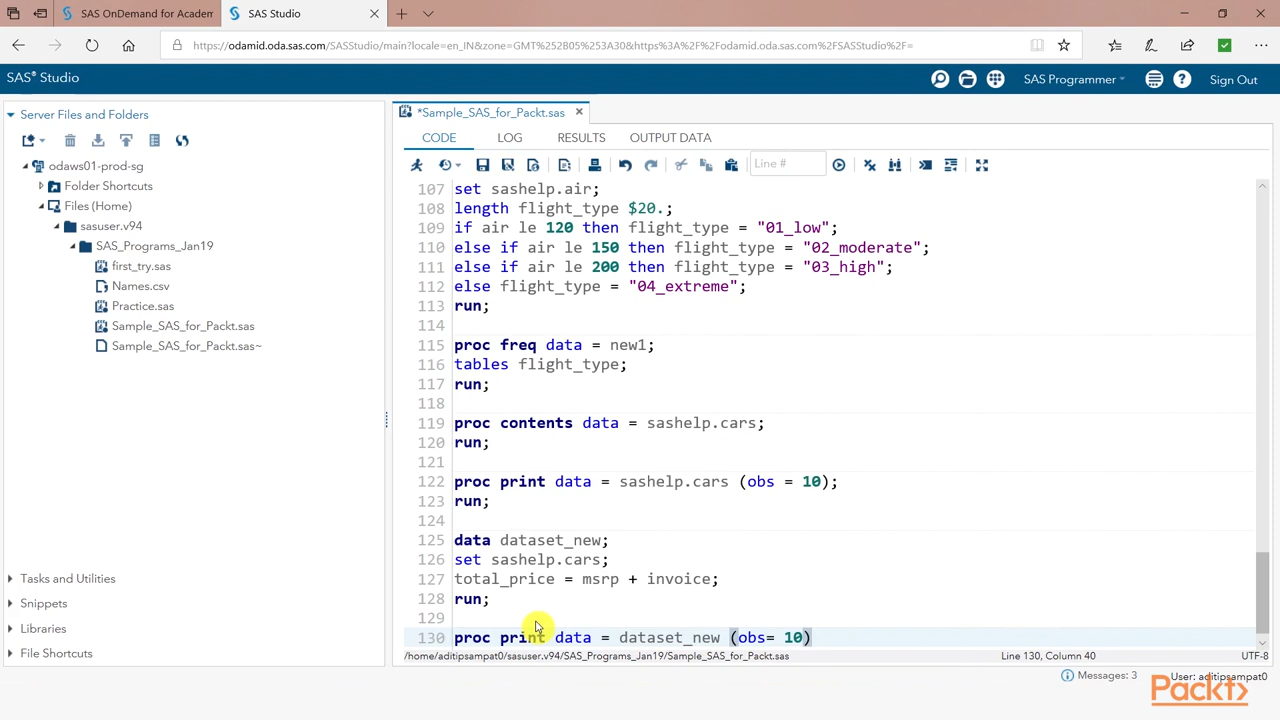 SAS OnDemand for Academ
SAS Studio
https://odamid.oda.sas.com/SASStudio/main?locale=en_IN&zone=GMT%252B05%253A30&https%3A%2F%2Fodamid.oda.sas.com%2FSASStudio%2F=
SAS® Studio
SAS Programmer
Sign Out
Server Files and Folders
odaws01-prod-sg
Folder Shortcuts
Files (Home)
sasuser.v94
SAS_Programs_Jan19
first_try.sas
Names.csv
Practice.sas
Sample_SAS_for_Packt.sas
Sample_SAS_for_Packt.sas~
Tasks and Utilities
Snippets
Libraries
File Shortcuts
*Sample_SAS_for_Packt.sas
CODE LOG RESULTS OUTPUT DATA
Line #
107 set sashelp.air;
108 length flight_type $20.;
109 if air le 120 then flight_type = "01_low";
110 else if air le 150 then flight_type = "02_moderate";
111 else if air le 200 then flight_type = "03_high";
112 else flight_type = "04_extreme";
113 run;
114
115 proc freq data = new1;
116 tables flight_type;
117 run;
118
119 proc contents data = sashelp.cars;
120 run;
121
122 proc print data = sashelp.cars (obs = 10);
123 run;
124
125 data dataset_new;
126 set sashelp.cars;
127 total_price = msrp + invoice;
128 run;
129
130 proc print data = dataset_new (obs= 10)
/home/aditipsampat0/sasuser.v94/SAS_Programs_Jan19/Sample_SAS_for_Packt.sas
Line 130, Column 40
UTF-8
Messages: 3
User: aditipsampat0
Packt>